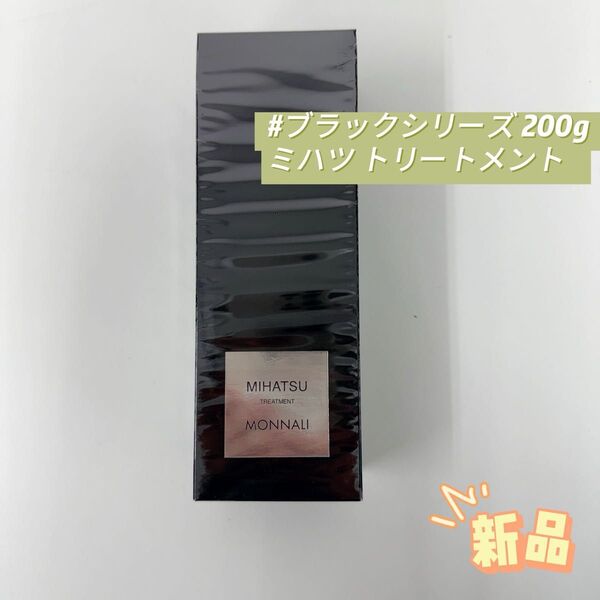 #ブラックシリーズ 200g
ミハツ トリートメント
MIHATSU
TREATMENT
MONNALI
新品